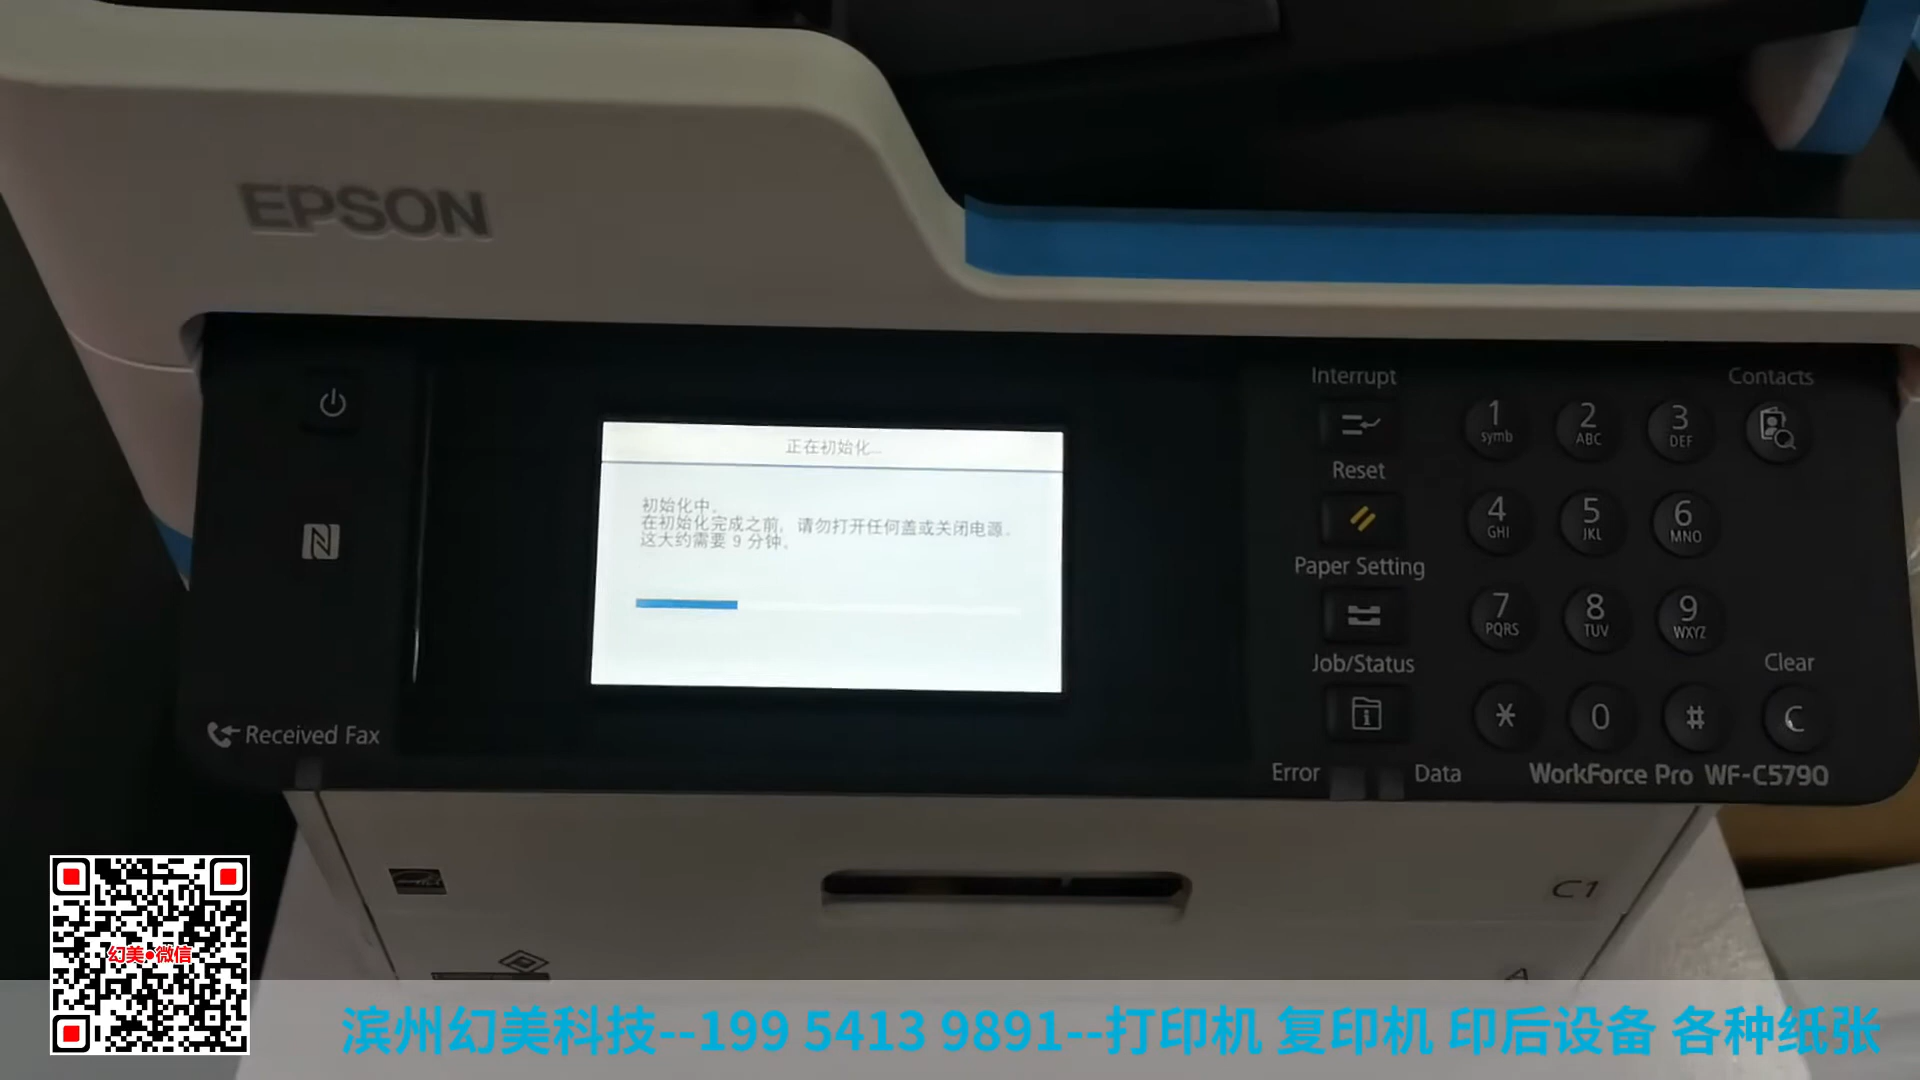 EPSON
正在初始化...
初始化中。
在初始化完成之前，请勿打开任何盖或关闭电源。
这大约需要 9 分钟。
Received Fax
Interrupt
Reset
Paper Setting
Job/Status
Error
Data
Contacts
1 symb
2 ABC
3 DEF
4 GHI
5 JKL
6 MNO
7 PQRS
8 TUV
9 WXYZ
Clear
* 0 # C
WorkForce Pro WF-C5790
C1
A
幻美●微信
滨州幻美科技--199 5413 9891--打印机 复印机 印后设备 各种纸张